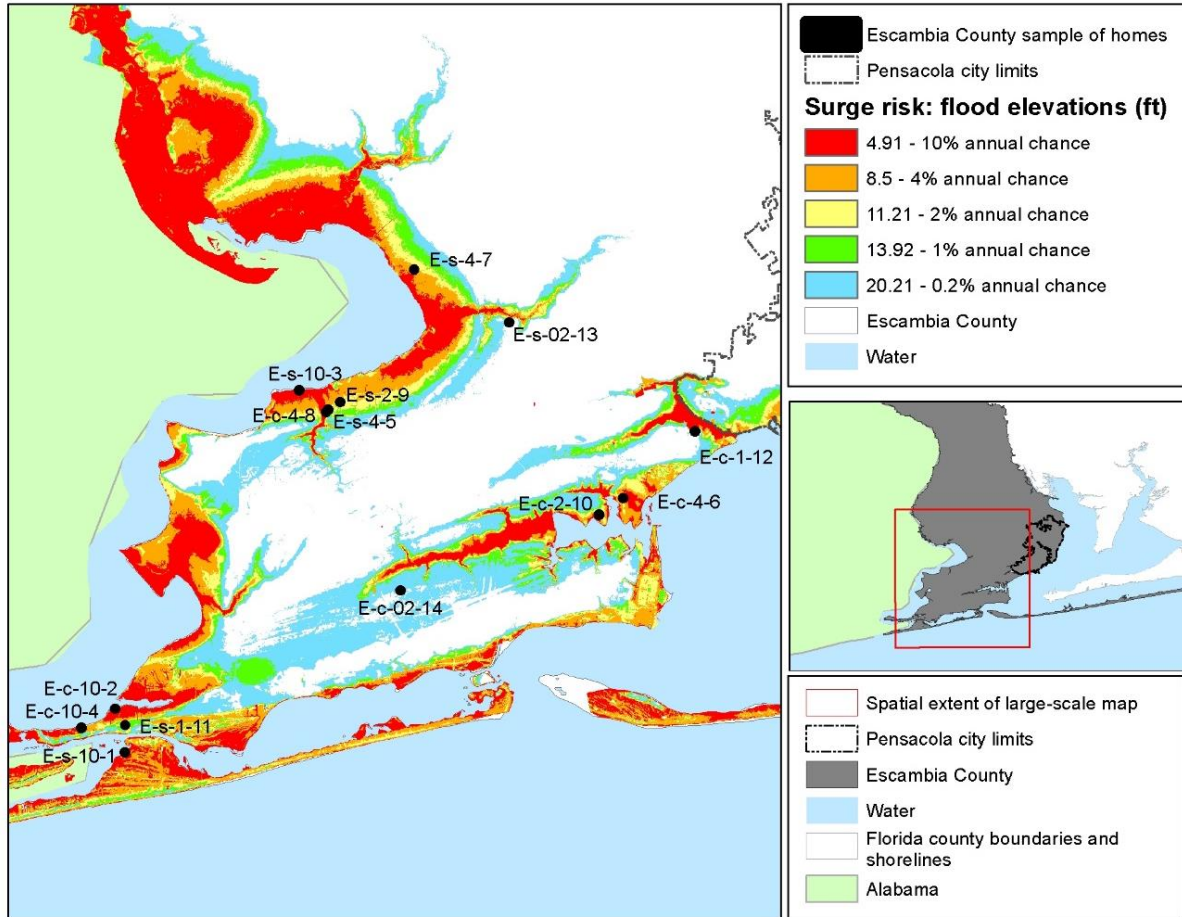 E-s-4-7
E-s-02-13
E-s-10-3
E-s-2-9
E-c-4-8
E-s-4-5
E-c-1-12
E-c-2-10
E-c-4-6
E-c-02-14
E-c-10-2
E-c-10-4
E-s-1-11
E-s-10-1
Escambia County sample of homes
Pensacola city limits
Surge risk: flood elevations (ft)
4.91 - 10% annual chance
8.5 - 4% annual chance
11.21 - 2% annual chance
13.92 - 1% annual chance
20.21 - 0.2% annual chance
Escambia County
Water
Spatial extent of large-scale map
Pensacola city limits
Escambia County
Water
Florida county boundaries and
shorelines
Alabama